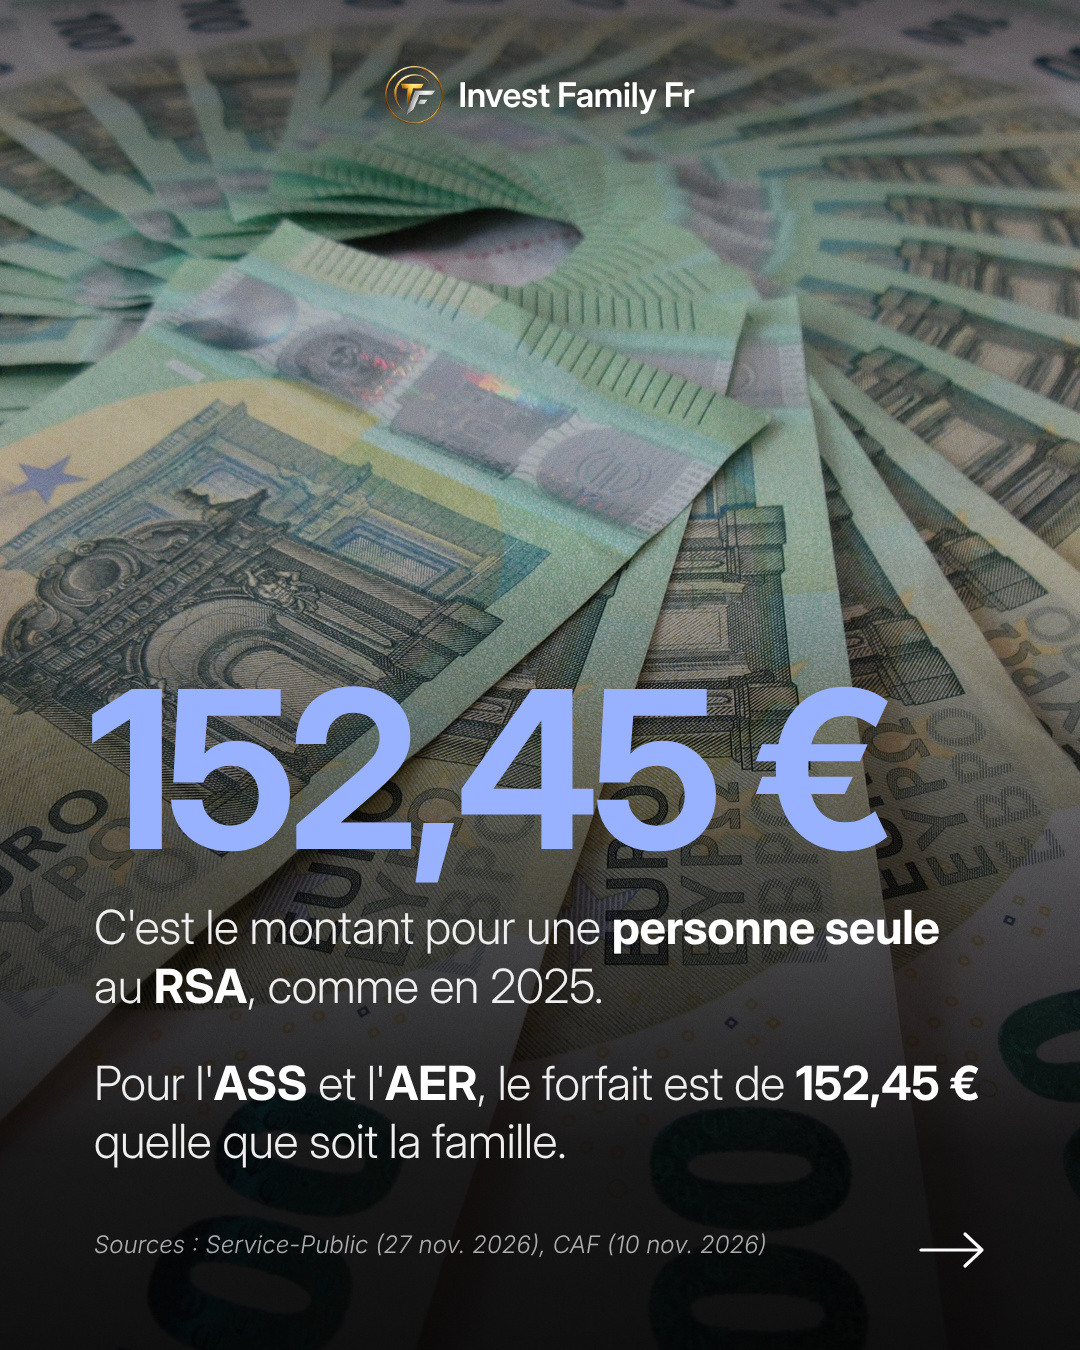 Invest Family Fr
152,45 €
C'est le montant pour une personne seule
au RSA, comme en 2025.
Pour l'ASS et l'AER, le forfait est de 152,45 €
quelle que soit la famille.
Sources : Service-Public (27 nov. 2026), CAF (10 nov. 2026)